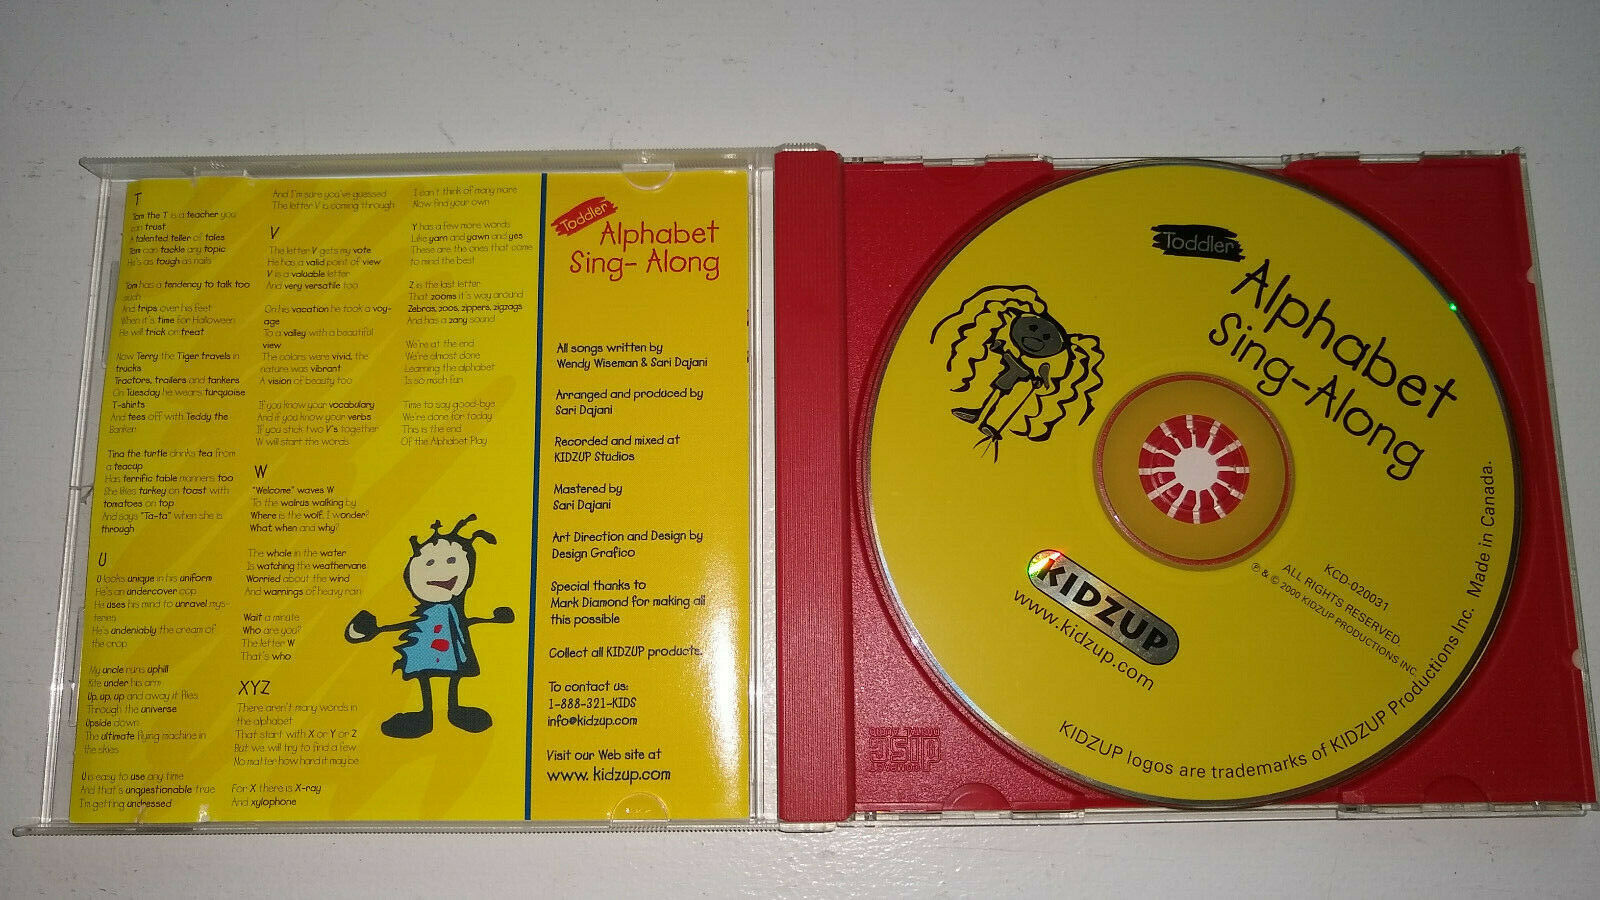 T
Tom the T is a teacher you
can trust
A talented teller of tales
Tom can tackle any topic
He's as tough as nails
Tom has a tendency to talk too
much
And trips over his feet
When it's time for Halloween
He will trick or treat
Now Terry the Tiger travels in
trucks
Tractors, trailers and tankers
On Tuesday he wears turquoise
T-shirts
And tees off with Teddy the
Banker
Tina the turtle drinks tea from
a teacup
Has terrific table manners too
She likes turkey on toast with
tomatoes on top
And says "Ta-ta" when she is
through
U
U looks unique in his uniform
He's an undercover cop
He uses his mind to unravel mys-
teries
He's undeniably the cream of
the crop
My uncle runs uphill
Kite under his arm
Up, up, up and away it flies
Through the universe
Upside down
The ultimate flying machine in
the skies
U is easy to use any time
And that's unquestionable true
I'm getting undressed
And I'm sure you've guessed
The letter V is coming through
V
The letter V gets my vote
He has a valid point of view
V is a valuable letter
And very versatile too
On his vacation he took a voy-
age
To a valley with a beautiful
view
The colors were vivid, the
nature was vibrant
A vision of beauty too
If you know your vocabulary
And if you know your verbs
If you stick two V's together
W will start the words
W
"Welcome" waves W
To the walrus walking by
Where is the wolf, I wonder?
What, when and why?
The whale in the water
Is watching the weathervane
Worried about the wind
And warnings of heavy rain
Wait a minute
Who are you?
The letter W
That's who
XYZ
There aren't many words in
the alphabet
That start with X or Y or Z
But we will try to find a few
No matter how hard it may be
For X there is X-ray
And xylophone
I can't think of many more
Now find your own
Y has a few more words
Like yarn and yawn and yes
These are the ones that come
to mind the best
Z is the last letter
That zooms it's way around
Zebras, zoos, zippers, zigzags
And has a zany sound
We're at the end
We're almost done
Learning the alphabet
Is so much fun
Time to say good-bye
We're done for today
This is the end
Of the Alphabet Play
Toddler
Alphabet
Sing-Along
All songs written by
Wendy Wiseman & Sari Dajani
Arranged and produced by
Sari Dajani
Recorded and mixed at
KIDZUP Studios
Mastered by
Sari Dajani
Art Direction and Design by
Design Grafico
Special thanks to
Mark Diamond for making all
this possible
Collect all KIDZUP products.
To contact us:
1-888-321-KIDS
info@kidzup.com
Visit our Web site at
www.kidzup.com
Toddler
Alphabet
Sing-Along
KIDZUP
www.kidzup.com
KCD-020031
ALL RIGHTS RESERVED
℗ & © 2000 KIDZUP PRODUCTIONS INC.
KIDZUP logos are trademarks of KIDZUP Productions Inc. Made in Canada.
COMPACT
disc
DIGITAL AUDIO